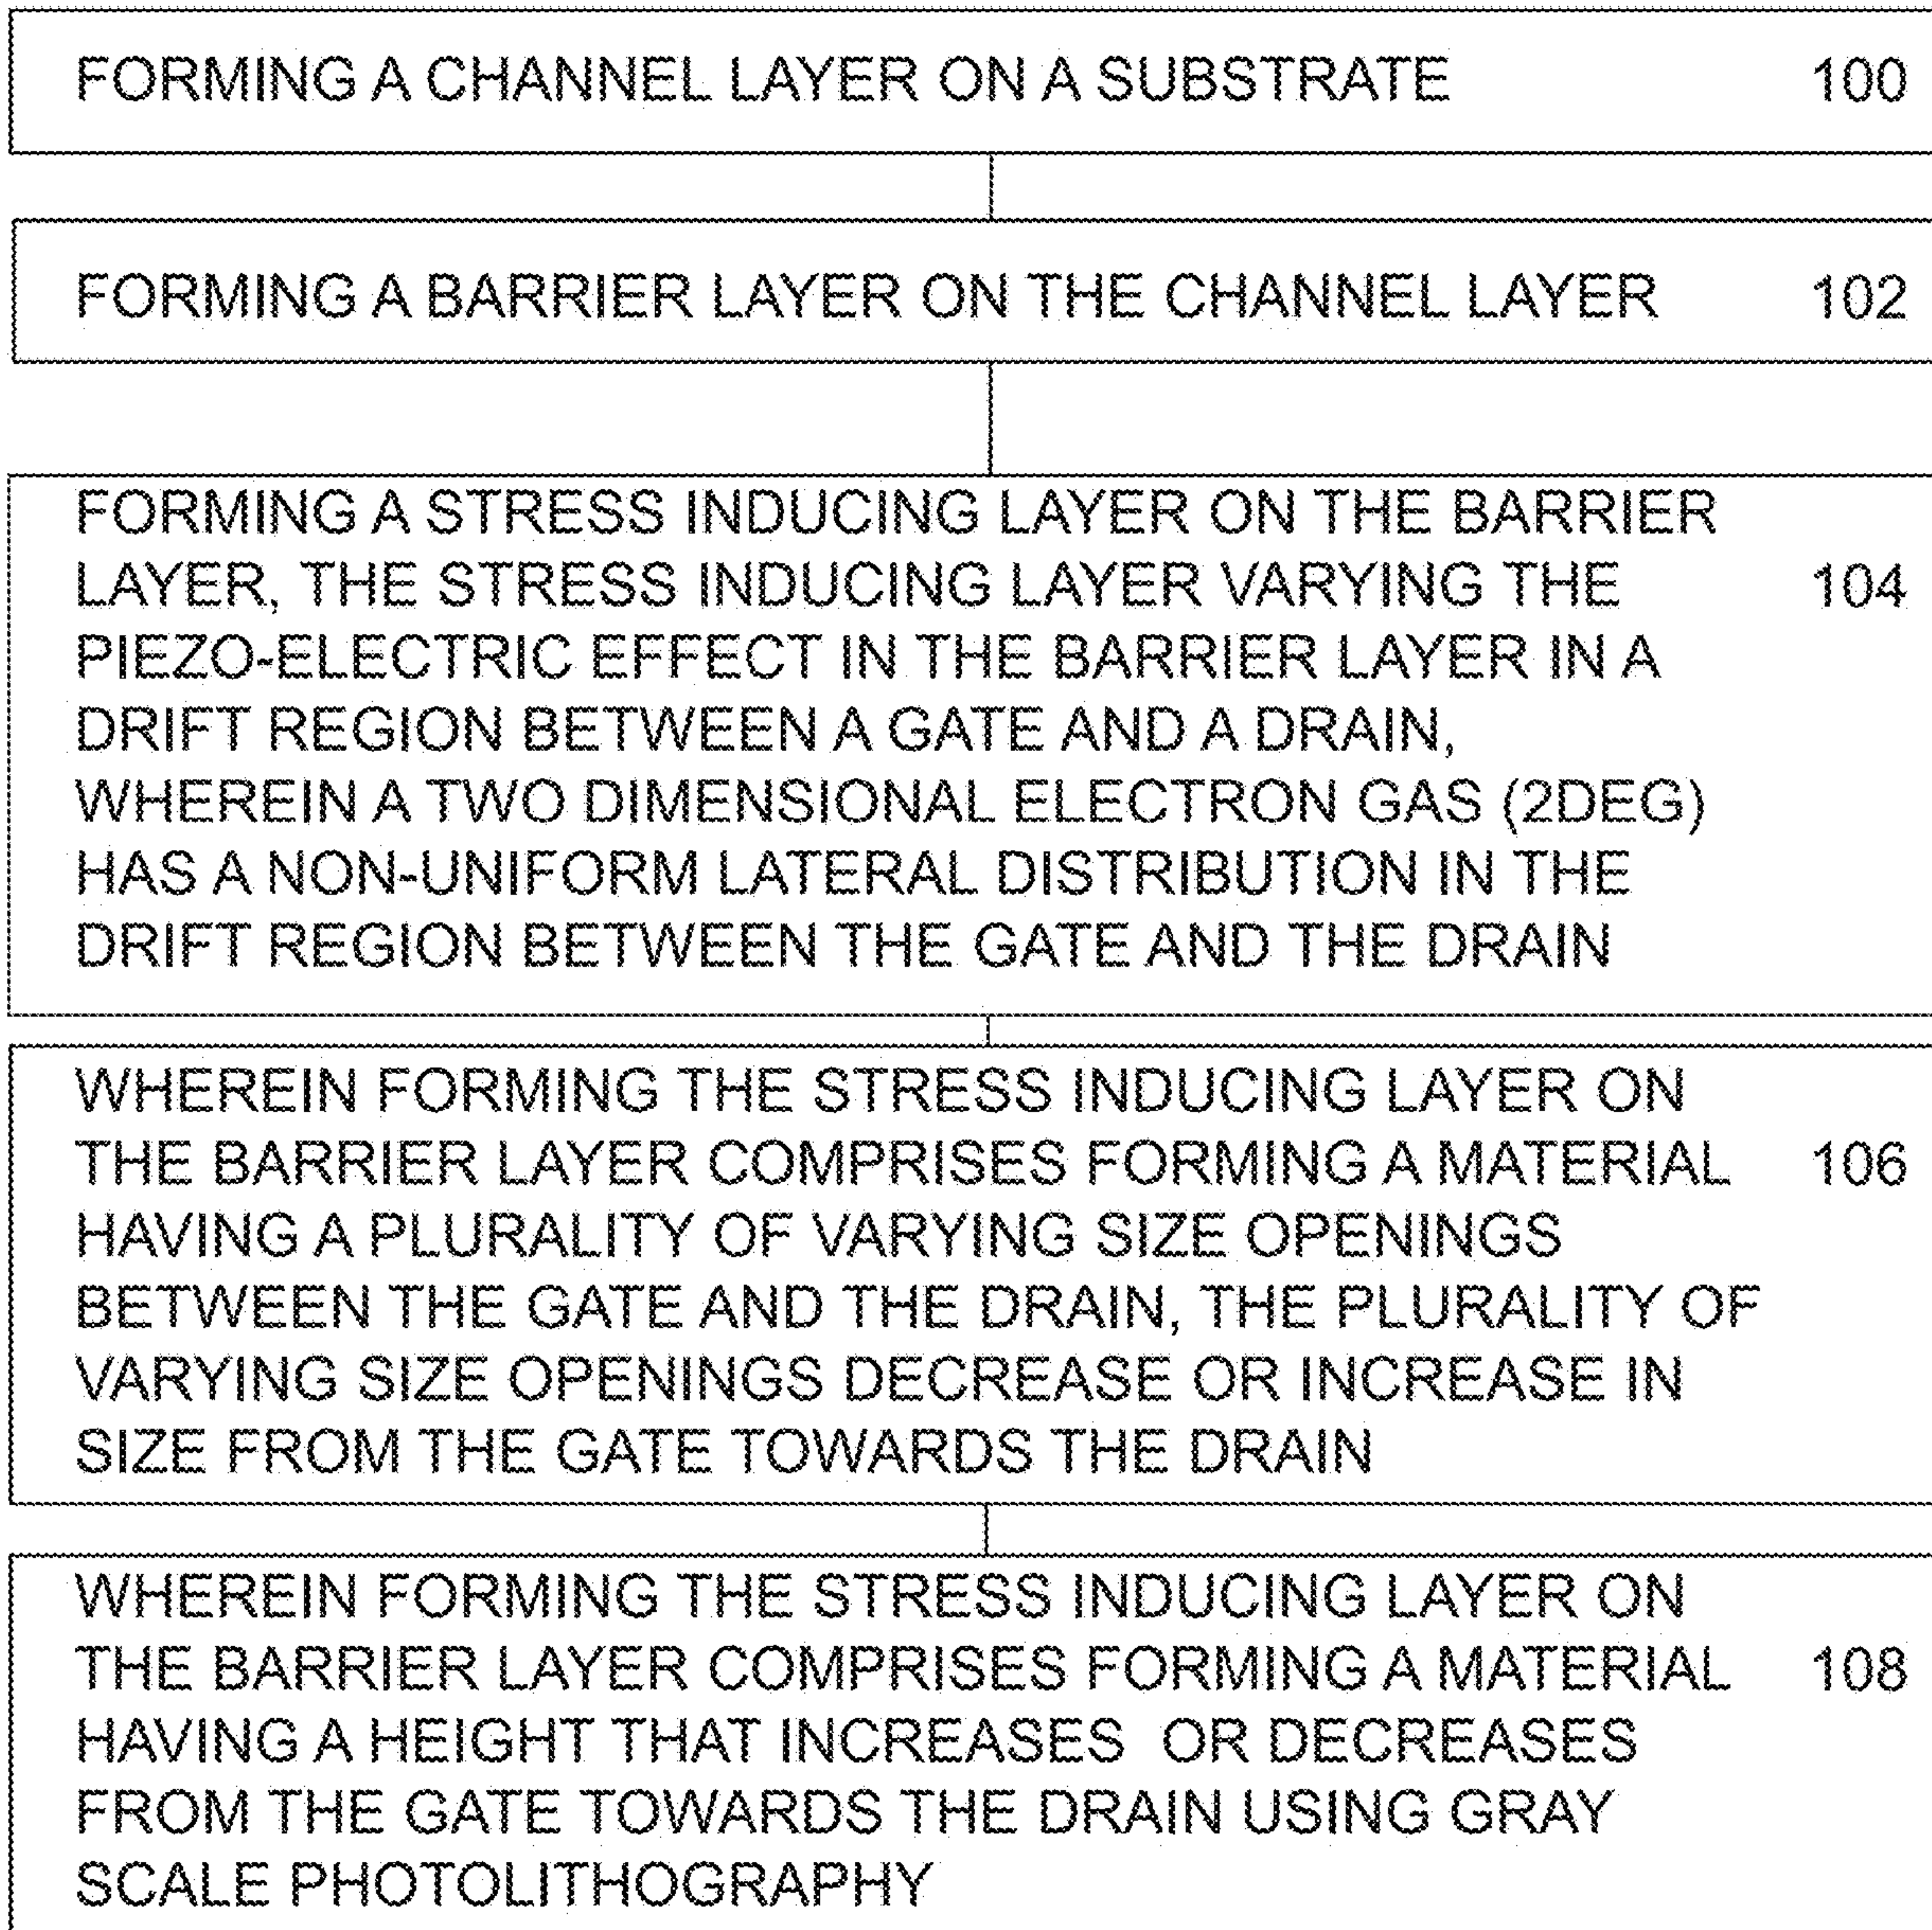 FORMING A CHANNEL LAYER ON A SUBSTRATE 100
FORMING A BARRIER LAYER ON THE CHANNEL LAYER 102
FORMING A STRESS INDUCING LAYER ON THE BARRIER
LAYER, THE STRESS INDUCING LAYER VARYING THE 104
PIEZO-ELECTRIC EFFECT IN THE BARRIER LAYER IN A
DRIFT REGION BETWEEN A GATE AND A DRAIN,
WHEREIN A TWO DIMENSIONAL ELECTRON GAS (2DEG)
HAS A NON-UNIFORM LATERAL DISTRIBUTION IN THE
DRIFT REGION BETWEEN THE GATE AND THE DRAIN
WHEREIN FORMING THE STRESS INDUCING LAYER ON
THE BARRIER LAYER COMPRISES FORMING A MATERIAL 106
HAVING A PLURALITY OF VARYING SIZE OPENINGS
BETWEEN THE GATE AND THE DRAIN, THE PLURALITY OF
VARYING SIZE OPENINGS DECREASE OR INCREASE IN
SIZE FROM THE GATE TOWARDS THE DRAIN
WHEREIN FORMING THE STRESS INDUCING LAYER ON
THE BARRIER LAYER COMPRISES FORMING A MATERIAL 108
HAVING A HEIGHT THAT INCREASES OR DECREASES
FROM THE GATE TOWARDS THE DRAIN USING GRAY
SCALE PHOTOLITHOGRAPHY